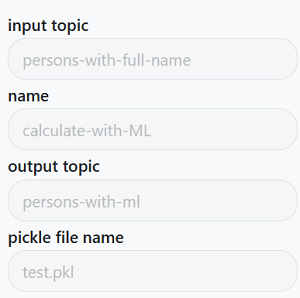 input topic
persons-with-full-name
name
calculate-with-ML
output topic
persons-with-ml
pickle file name
test.pkl